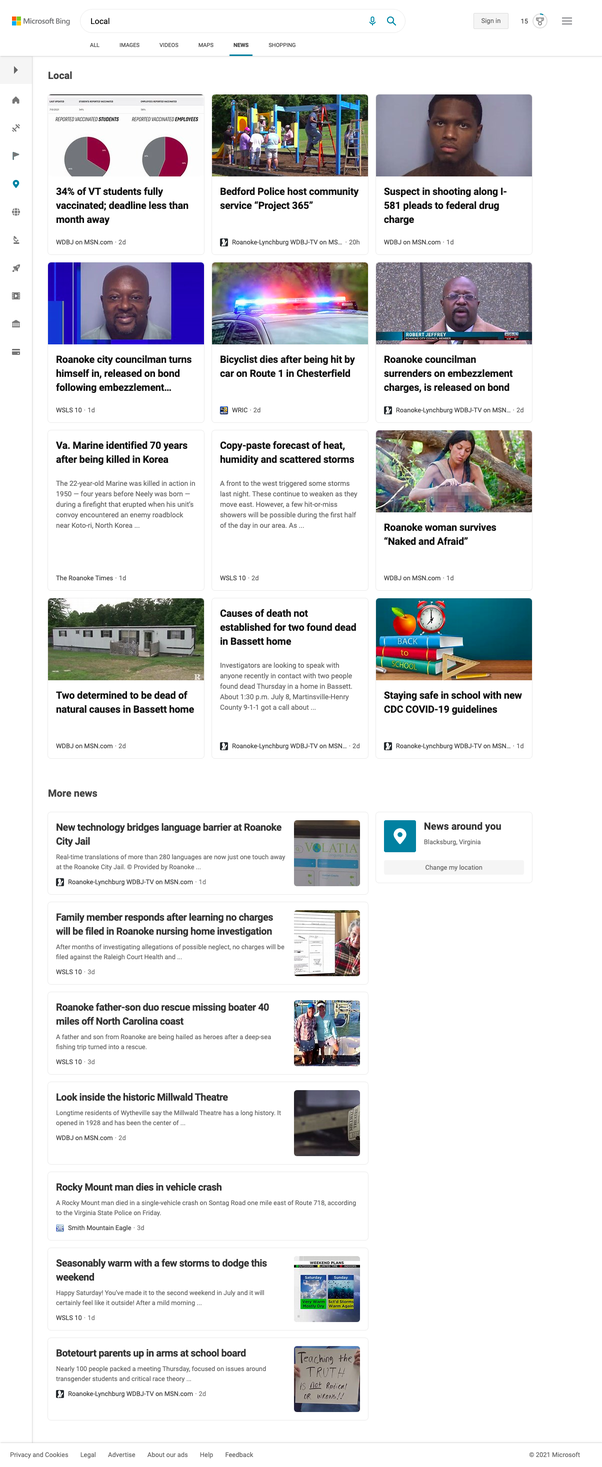 Microsoft Bing
Local
Sign in
15
ALL
IMAGES
VIDEOS
MAPS
NEWS
SHOPPING
Local
REPORTED VACCINATED STUDENTS
REPORTED VACCINATED EMPLOYEES
34% of VT students fully
vaccinated; deadline less than
month away
WDBJ on MSN.com · 2d
Bedford Police host community
service “Project 365”
Roanoke-Lynchburg WDBJ-TV on MS... · 20h
Suspect in shooting along I-
581 pleads to federal drug
charge
WDBJ on MSN.com · 1d
Roanoke city councilman turns
himself in, released on bond
following embezzlement...
WSLS 10 · 1d
Bicyclist dies after being hit by
car on Route 1 in Chesterfield
WRIC · 2d
ROBERT JEFFREY
Roanoke councilman
surrenders on embezzlement
charges, is released on bond
Roanoke-Lynchburg WDBJ-TV on MSN... · 2d
Va. Marine identified 70 years
after being killed in Korea
The 22-year-old Marine was killed in action in
1950 — four years before Neely was born —
during a firefight that erupted when his unit's
convoy encountered an enemy roadblock
near Koto-ri, North Korea ...
The Roanoke Times · 1d
Copy-paste forecast of heat,
humidity and scattered storms
A front to the west triggered some storms
last night. These continue to weaken as they
move east. However, a few hit-or-miss
showers will be possible during the first half
of the day in our area. As ...
WSLS 10 · 2d
Roanoke woman survives
“Naked and Afraid”
WDBJ on MSN.com · 1d
R
Two determined to be dead of
natural causes in Bassett home
WDBJ on MSN.com · 2d
Causes of death not
established for two found dead
in Bassett home
Investigators are looking to speak with
anyone recently in contact with two people
found dead Thursday in a home in Bassett.
About 1:30 p.m. July 8, Martinsville-Henry
County 9-1-1 got a call about ...
Roanoke-Lynchburg WDBJ-TV on MSN... · 2d
BACK
to
SCHOOL
Staying safe in school with new
CDC COVID-19 guidelines
Roanoke-Lynchburg WDBJ-TV on MSN... · 1d
More news
New technology bridges language barrier at Roanoke
City Jail
Real-time translations of more than 280 languages are now just one touch away
at the Roanoke City Jail. © Provided by Roanoke ...
Roanoke-Lynchburg WDBJ-TV on MSN.com · 1d
VOLATIA
News around you
Blacksburg, Virginia
Change my location
Family member responds after learning no charges
will be filed in Roanoke nursing home investigation
After months of investigating allegations of possible neglect, no charges will be
filed against the Raleigh Court Health and ...
WSLS 10 · 3d
Roanoke father-son duo rescue missing boater 40
miles off North Carolina coast
A father and son from Roanoke are being hailed as heroes after a deep-sea
fishing trip turned into a rescue.
WSLS 10 · 3d
Look inside the historic Millwald Theatre
Longtime residents of Wytheville say the Millwald Theatre has a long history. It
opened in 1928 and has been the center of ...
WDBJ on MSN.com · 2d
Rocky Mount man dies in vehicle crash
A Rocky Mount man died in a single-vehicle crash on Sontag Road one mile east of Route 718, according
to the Virginia State Police on Friday.
Smith Mountain Eagle · 3d
Seasonably warm with a few storms to dodge this
weekend
Happy Saturday! You've made it to the second weekend in July and it will
certainly feel like it outside! After a mild morning ...
WSLS 10 · 1d
WEEKEND PLANS
Saturday
Sunday
Botetourt parents up in arms at school board
Nearly 100 people packed a meeting Thursday, focused on issues around
transgender students and critical race theory ...
Roanoke-Lynchburg WDBJ-TV on MSN.com · 2d
Teaching the
TRUTH
is not Radical
or wrong!!
Privacy and Cookies
Legal
Advertise
About our ads
Help
Feedback
© 2021 Microsoft